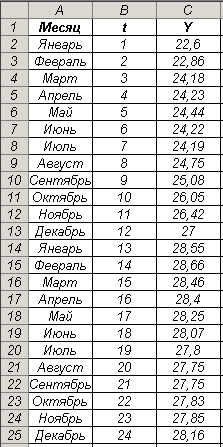 A B C
1 Месяц t Y
2 Январь 1 22,6
3 Февраль 2 22,86
4 Март 3 24,18
5 Апрель 4 24,23
6 Май 5 24,44
7 Июнь 6 24,22
8 Июль 7 24,19
9 Август 8 24,75
10 Сентябрь 9 25,08
11 Октябрь 10 26,05
12 Ноябрь 11 26,42
13 Декабрь 12 27
14 Январь 13 28,55
15 Февраль 14 28,66
16 Март 15 28,46
17 Апрель 16 28,4
18 Май 17 28,25
19 Июнь 18 28,07
20 Июль 19 27,8
21 Август 20 27,75
22 Сентябрь 21 27,75
23 Октябрь 22 27,83
24 Ноябрь 23 27,85
25 Декабрь 24 28,16